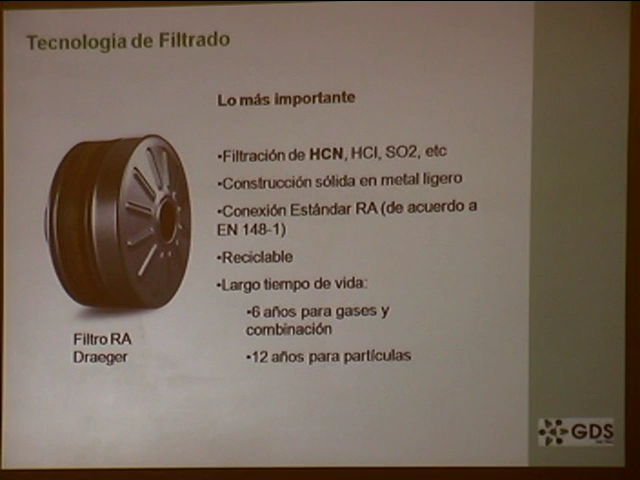 Tecnologia de Filtrado
Lo más importante
•Filtración de HCN, HCl, SO2, etc
•Construcción sólida en metal ligero
•Conexión Estándar RA (de acuerdo a
EN 148-1)
•Reciclable
•Largo tiempo de vida:
•6 años para gases y
combinación
•12 años para partículas
Filtro RA
Draeger
GDS